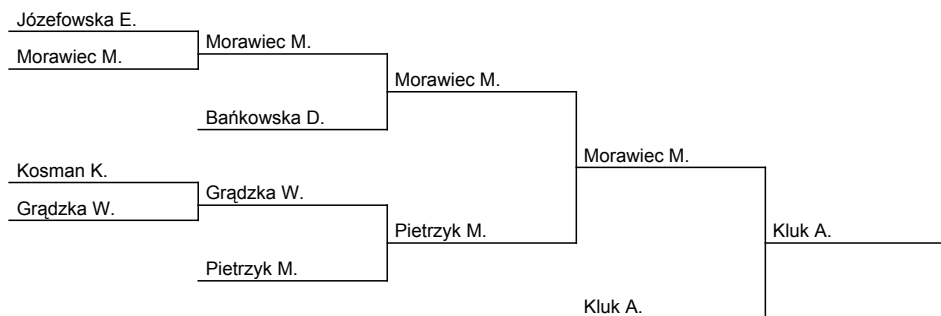 Józefowska E.
Morawiec M.
Morawiec M.
Morawiec M.
Bańkowska D.
Morawiec M.
Kosman K.
Grądzka W.
Grądzka W.
Pietrzyk M.
Kluk A.
Pietrzyk M.
Kluk A.